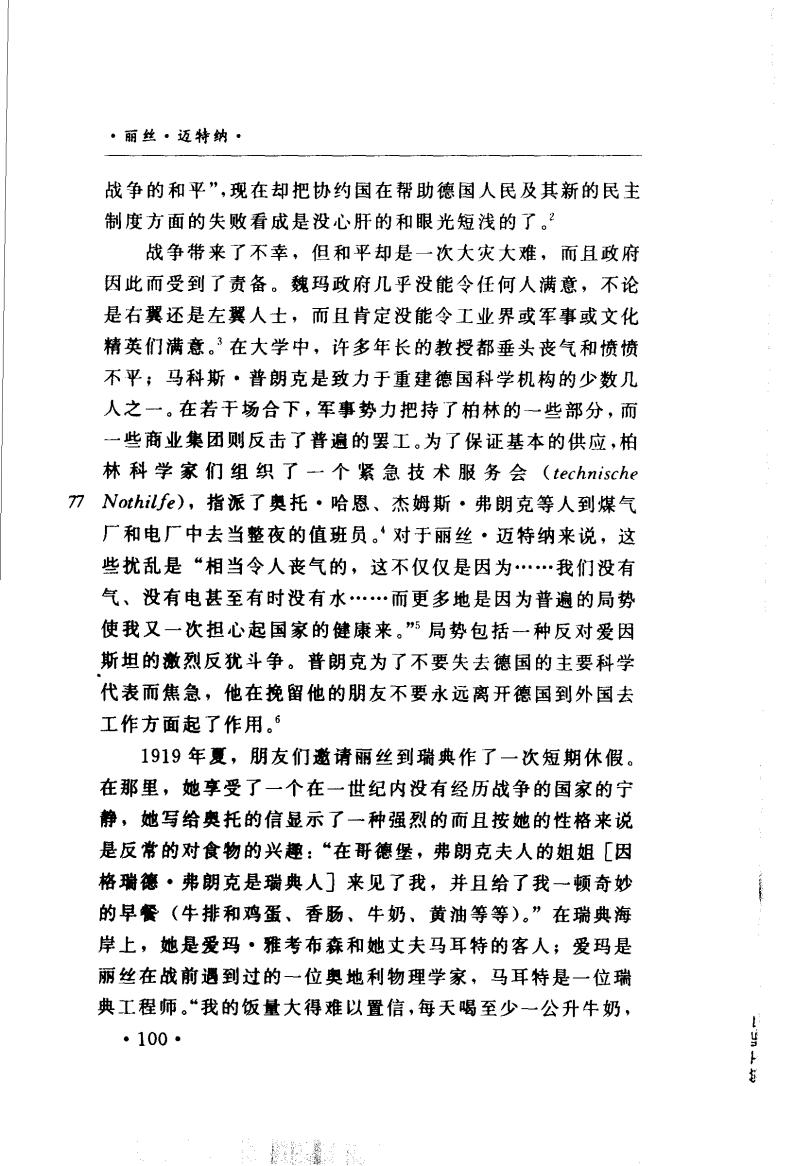 ·丽丝·迈特纳·
战争的和平”，现在却把协约国在帮助德国人民及其新的民主
制度方面的失败看成是没心肝的和眼光短浅的了。²
战争带来了不幸，但和平却是一次大灾大难，而且政府
因此而受到了责备。魏玛政府几乎没能令任何人满意，不论
是右翼还是左翼人士，而且肯定没能令工业界或军事或文化
精英们满意。³在大学中，许多年长的教授都垂头丧气和愤愤
不平；马科斯·普朗克是致力于重建德国科学机构的少数几
人之一。在若干场合下，军事势力把持了柏林的一些部分，而
一些商业集团则反击了普遍的罢工。为了保证基本的供应，柏
林科学家们组织了一个紧急技术服务会（technische
77 Nothilfe），指派了奥托·哈恩、杰姆斯·弗朗克等人到煤气
厂和电厂中去当整夜的值班员。⁴对于丽丝·迈特纳来说，这
些扰乱是“相当令人丧气的，这不仅仅是因为……我们没有
气、没有电甚至有时没有水……而更多地是因为普遍的局势
使我又一次担心起国家的健康来。”⁵局势包括一种反对爱因
斯坦的激烈反犹斗争。普朗克为了不要失去德国的主要科学
代表而焦急，他在挽留他的朋友不要永远离开德国到外国去
工作方面起了作用。⁶
1919年夏，朋友们邀请丽丝到瑞典作了一次短期休假。
在那里，她享受了一个在一世纪内没有经历战争的国家的宁
静，她写给奥托的信显示了一种强烈的而且按她的性格来说
是反常的对食物的兴趣：“在哥德堡，弗朗克夫人的姐姐［因
格瑞德·弗朗克是瑞典人］来见了我，并且给了我一顿奇妙
的早餐（牛排和鸡蛋、香肠、牛奶、黄油等等）。”在瑞典海
岸上，她是爱玛·雅考布森和她丈夫马耳特的客人；爱玛是
丽丝在战前遇到过的一位奥地利物理学家，马耳特是一位瑞
典工程师。“我的饭量大得难以置信，每天喝至少一公升牛奶，
·100·